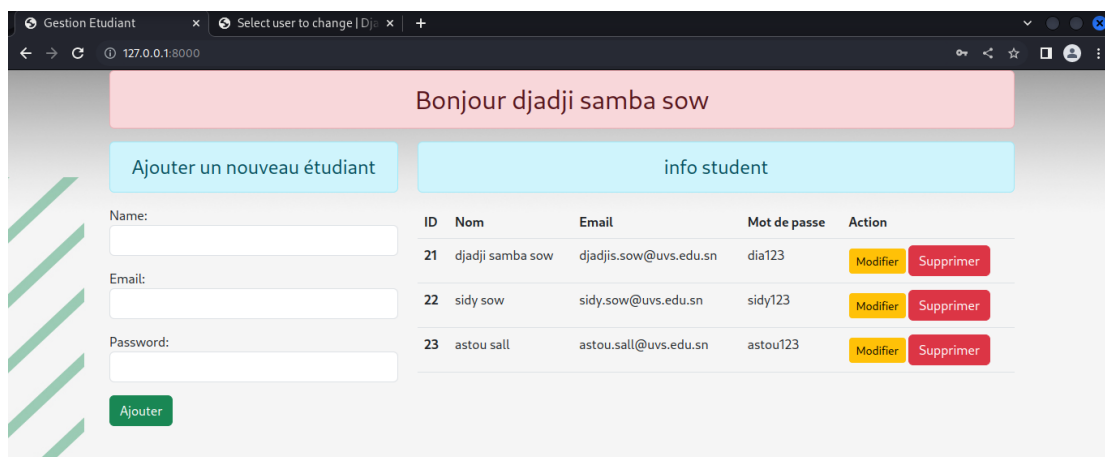 Gestion Etudiant
Select user to change | Dja
127.0.0.1:8000
Bonjour djadji samba sow
Ajouter un nouveau étudiant
info student
Name:
Email:
Password:
Ajouter
ID Nom Email Mot de passe Action
21 djadji samba sow djadjis.sow@uvs.edu.sn dia123 Modifier Supprimer
22 sidy sow sidy.sow@uvs.edu.sn sidy123 Modifier Supprimer
23 astou sall astou.sall@uvs.edu.sn astou123 Modifier Supprimer